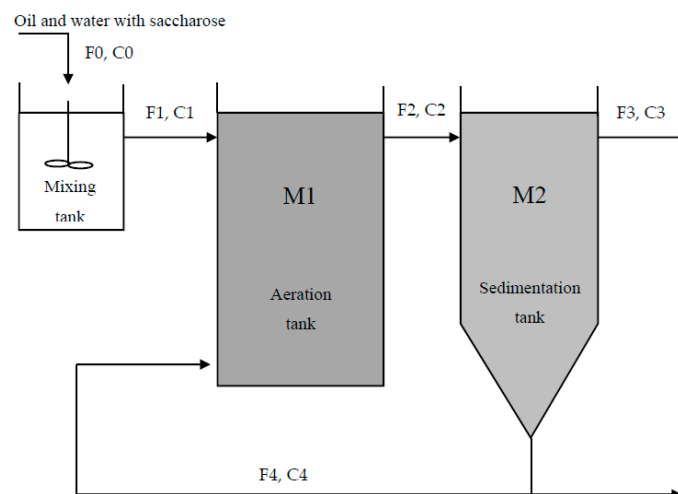 Oil and water with saccharose
F0, C0
F1, C1
F2, C2
F3, C3
Mixing
tank
M1
M2
Aeration
tank
Sedimentation
tank
F4, C4